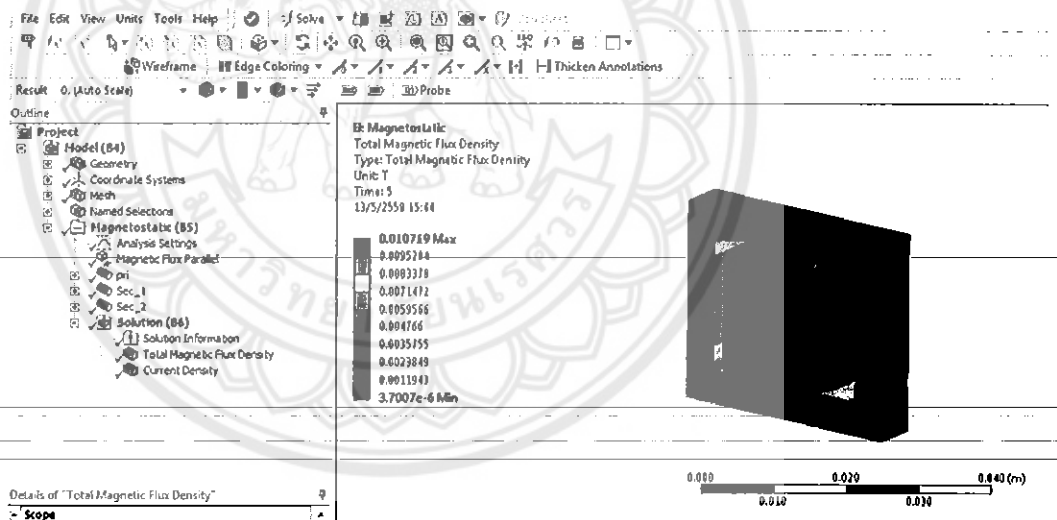 File Edit View Units Tools Help Solve
Wireframe Edge Coloring Thicken Annotations
Result 0. (Auto Scale) Probe
Outline
Project
Model (B4)
Geometry
Coordinate Systems
Mesh
Named Selections
Magnetostatic (B5)
Analysis Settings
Magnetic Flux Parallel
pri
Sec_1
Sec_2
Solution (B6)
Solution Information
Total Magnetic Flux Density
Current Density
Details of "Total Magnetic Flux Density"
Scope
B: Magnetostatic
Total Magnetic Flux Density
Type: Total Magnetic Flux Density
Unit: T
Time: 5
13/5/2559 15:44
0.010719 Max
0.0095284
0.0083378
0.0071472
0.0059566
0.004766
0.0035755
0.0023849
0.0011943
3.7007e-6 Min
0.000 0.020 0.040 (m)
0.010 0.030